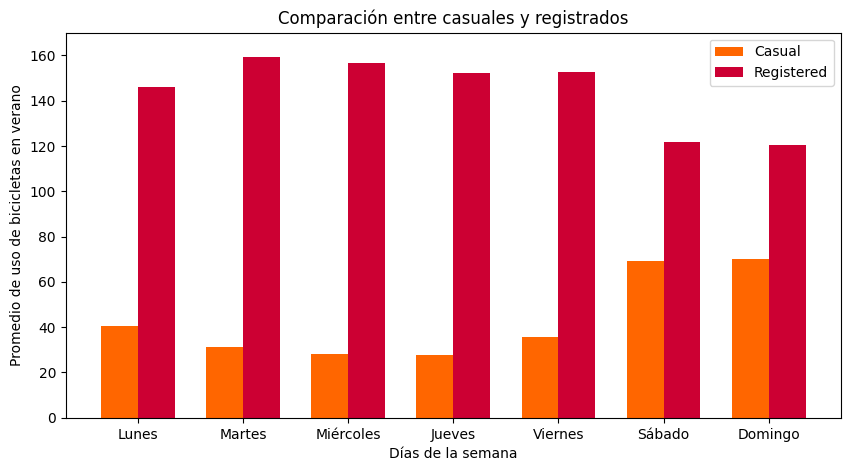 Comparación entre casuales y registrados
Casual
Registered
Promedio de uso de bicicletas en verano
160
140
120
100
80
60
40
20
0
Lunes Martes Miércoles Jueves Viernes Sábado Domingo
Días de la semana